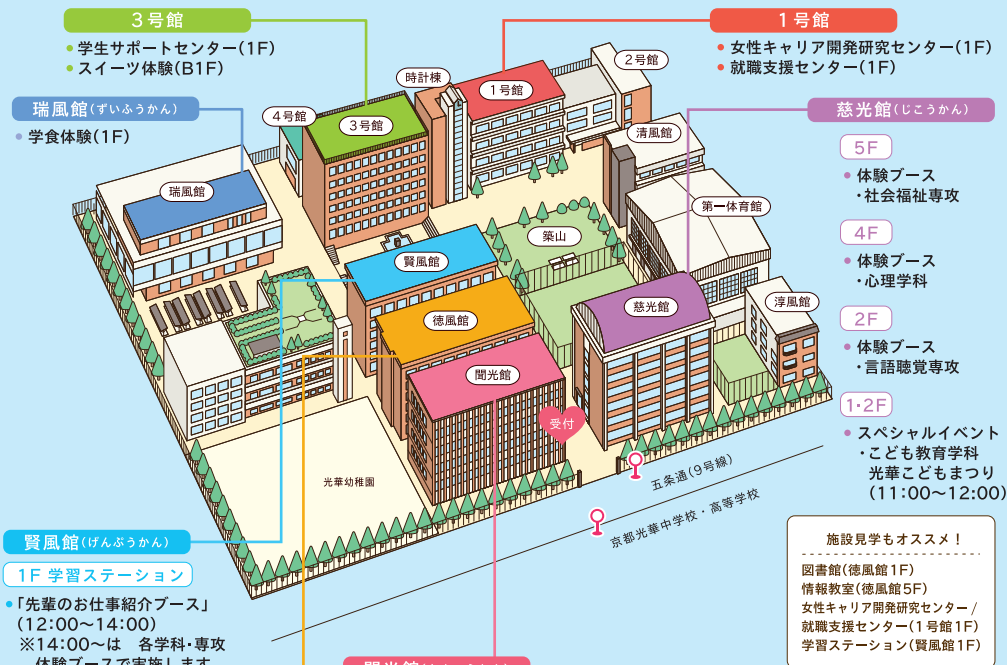 3号館
・学生サポートセンター(1F)
・スイーツ体験(B1F)
1号館
・女性キャリア開発研究センター(1F)
・就職支援センター(1F)
瑞風館(ずいふうかん)
・学食体験(1F)
慈光館(じこうかん)
5F
・体験ブース
・社会福祉専攻
4F
・体験ブース
・心理学科
2F
・体験ブース
・言語聴覚専攻
1・2F
・スペシャルイベント
・こども教育学科
光華こどもまつり
(11:00〜12:00)
2号館
時計棟
1号館
4号館
3号館
清風館
瑞風館
第一体育館
築山
賢風館
慈光館
淳風館
徳風館
聞光館
受付
光華幼稚園
五条通(9号線)
京都光華中学校・高等学校
賢風館(げんぷうかん)
1F 学習ステーション
・「先輩のお仕事紹介ブース」
(12:00〜14:00)
※14:00〜は 各学科・専攻
体験ブースで実施します
施設見学もオススメ!
図書館(徳風館1F)
情報教室(徳風館5F)
女性キャリア開発研究センター/
就職支援センター(1号館1F)
学習ステーション(賢風館1F)